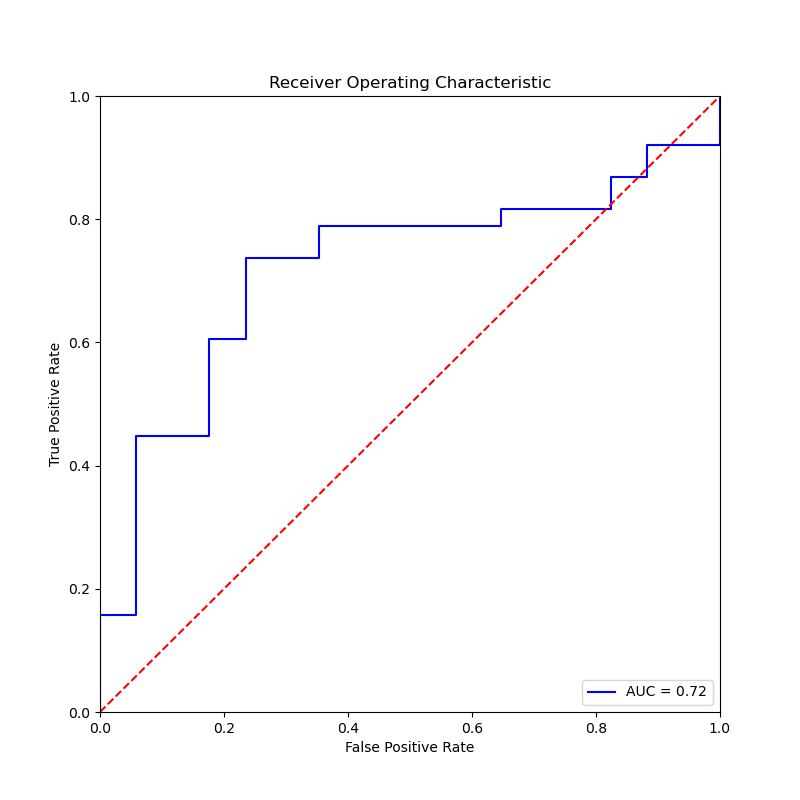 Receiver Operating Characteristic
1.0
0.8
0.6
0.4
0.2
0.0
True Positive Rate
AUC = 0.72
0.0 0.2 0.4 0.6 0.8 1.0
False Positive Rate